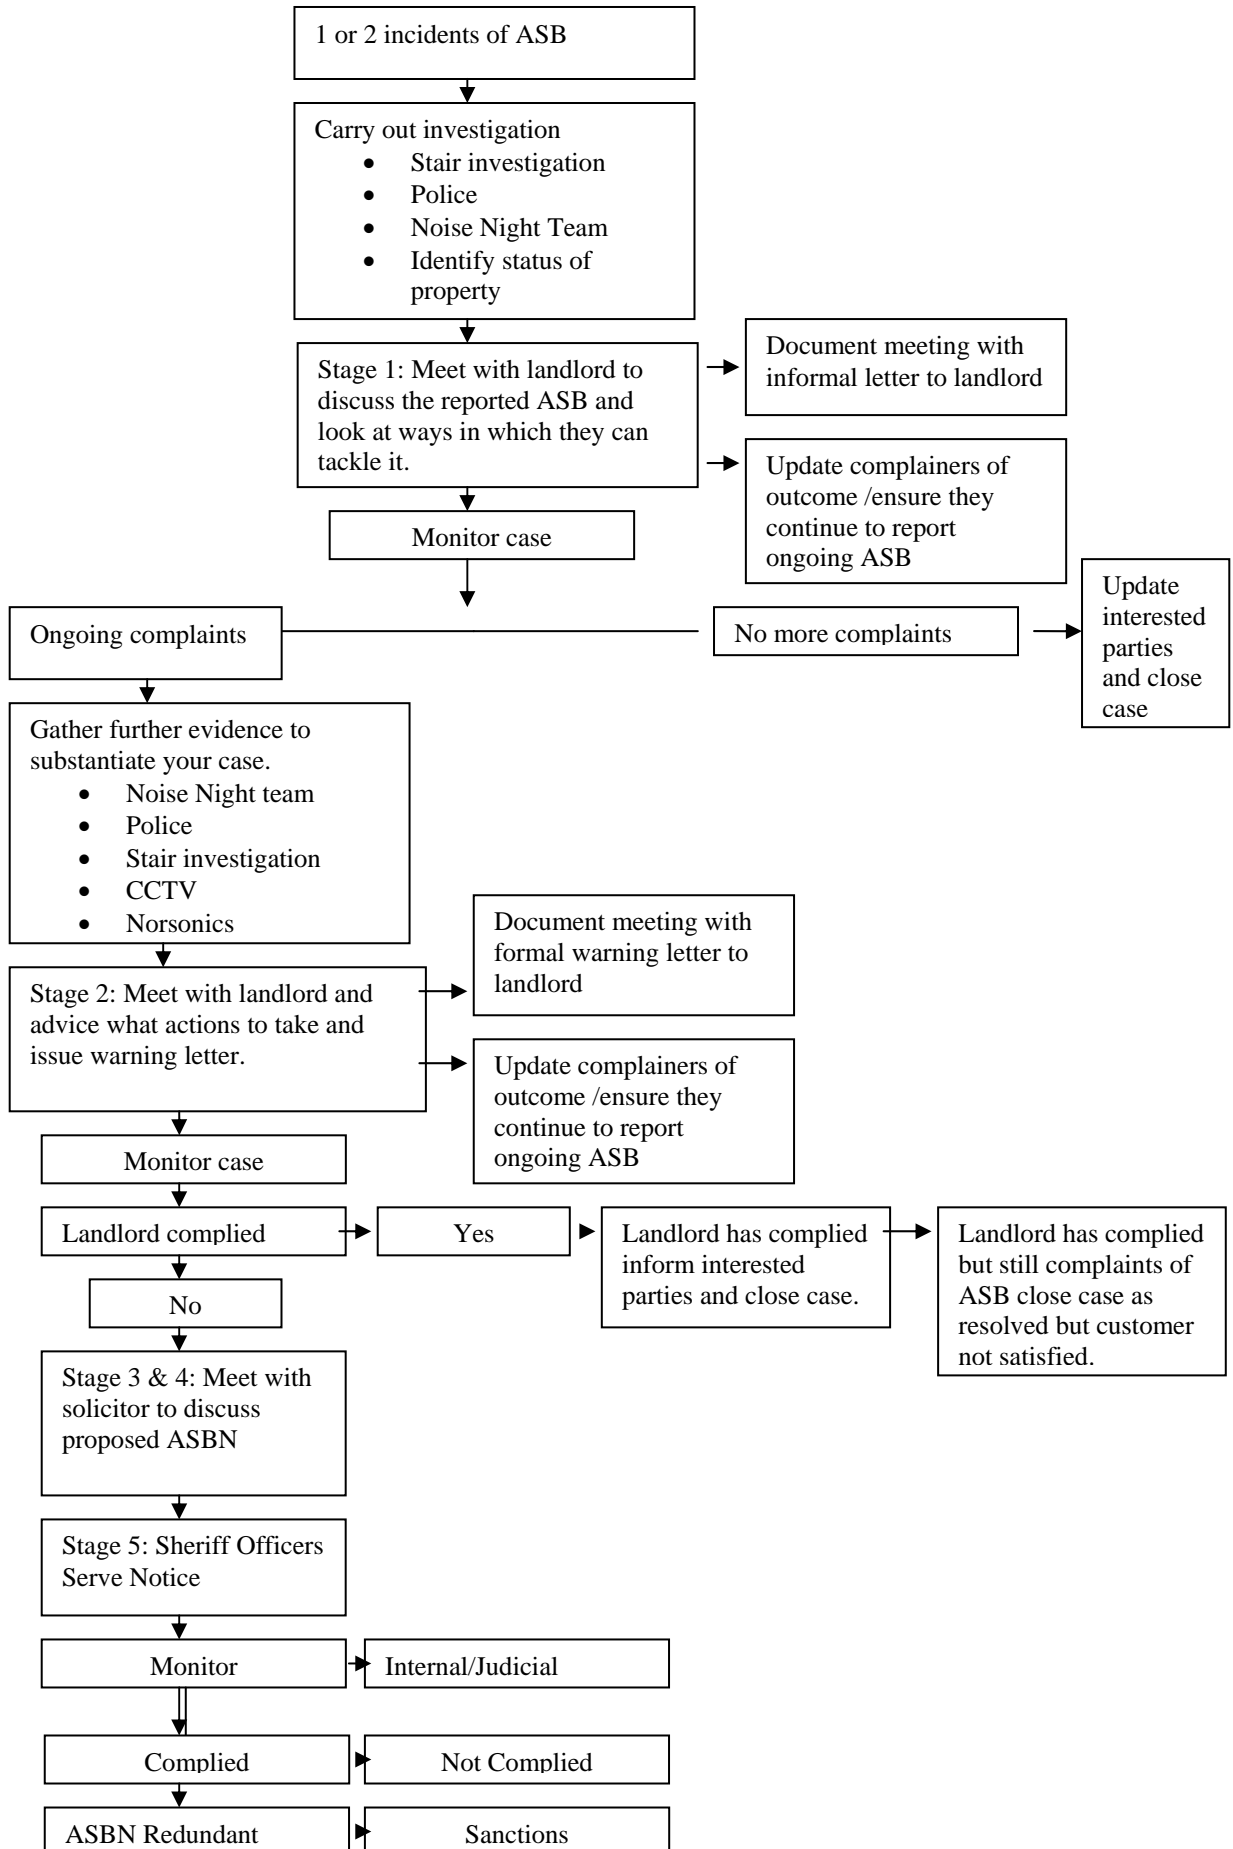 1 or 2 incidents of ASB
Carry out investigation
• Stair investigation
• Police
• Noise Night Team
• Identify status of
property
Stage 1: Meet with landlord to
discuss the reported ASB and
look at ways in which they can
tackle it.
Document meeting with
informal letter to landlord
Update complainers of
outcome /ensure they
continue to report
ongoing ASB
Monitor case
Ongoing complaints
No more complaints
Update
interested
parties
and close
case
Gather further evidence to
substantiate your case.
• Noise Night team
• Police
• Stair investigation
• CCTV
• Norsonics
Stage 2: Meet with landlord and
advice what actions to take and
issue warning letter.
Document meeting with
formal warning letter to
landlord
Update complainers of
outcome /ensure they
continue to report
ongoing ASB
Monitor case
Landlord complied
Yes
Landlord has complied
inform interested
parties and close case.
Landlord has complied
but still complaints of
ASB close case as
resolved but customer
not satisfied.
No
Stage 3 & 4: Meet with
solicitor to discuss
proposed ASBN
Stage 5: Sheriff Officers
Serve Notice
Monitor
Internal/Judicial
Complied
Not Complied
ASBN Redundant
Sanctions